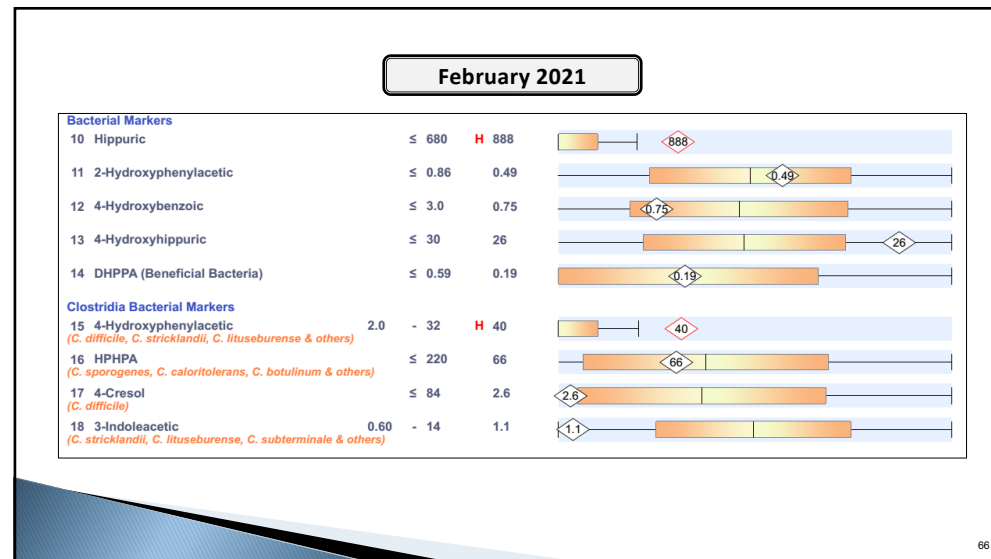 February 2021
Bacterial Markers
10 Hippuric ≤ 680 H 888 888
11 2-Hydroxyphenylacetic ≤ 0.86 0.49 0.49
12 4-Hydroxybenzoic ≤ 3.0 0.75 0.75
13 4-Hydroxyhippuric ≤ 30 26 26
14 DHPPA (Beneficial Bacteria) ≤ 0.59 0.19 0.19
Clostridia Bacterial Markers
15 4-Hydroxyphenylacetic 2.0 - 32 H 40 40
(C. difficile, C. stricklandii, C. lituseburense & others)
16 HPHPA ≤ 220 66 66
(C. sporogenes, C. caloritolerans, C. botulinum & others)
17 4-Cresol ≤ 84 2.6 2.6
(C. difficile)
18 3-Indoleacetic 0.60 - 14 1.1 1.1
(C. stricklandii, C. lituseburense, C. subterminale & others)
66